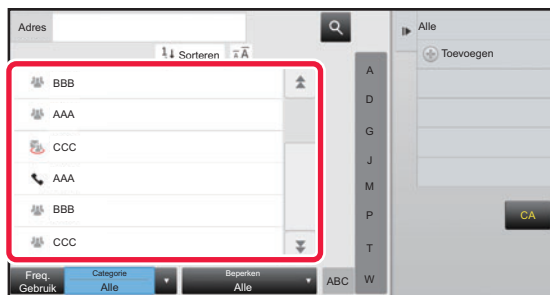 Adres
Sorteren
BBB
AAA
CCC
AAA
BBB
CCC
A
D
G
J
M
P
T
W
ABC
Freq.
Gebruik
Categorie
Alle
Beperken
Alle
Alle
Toevoegen
CA